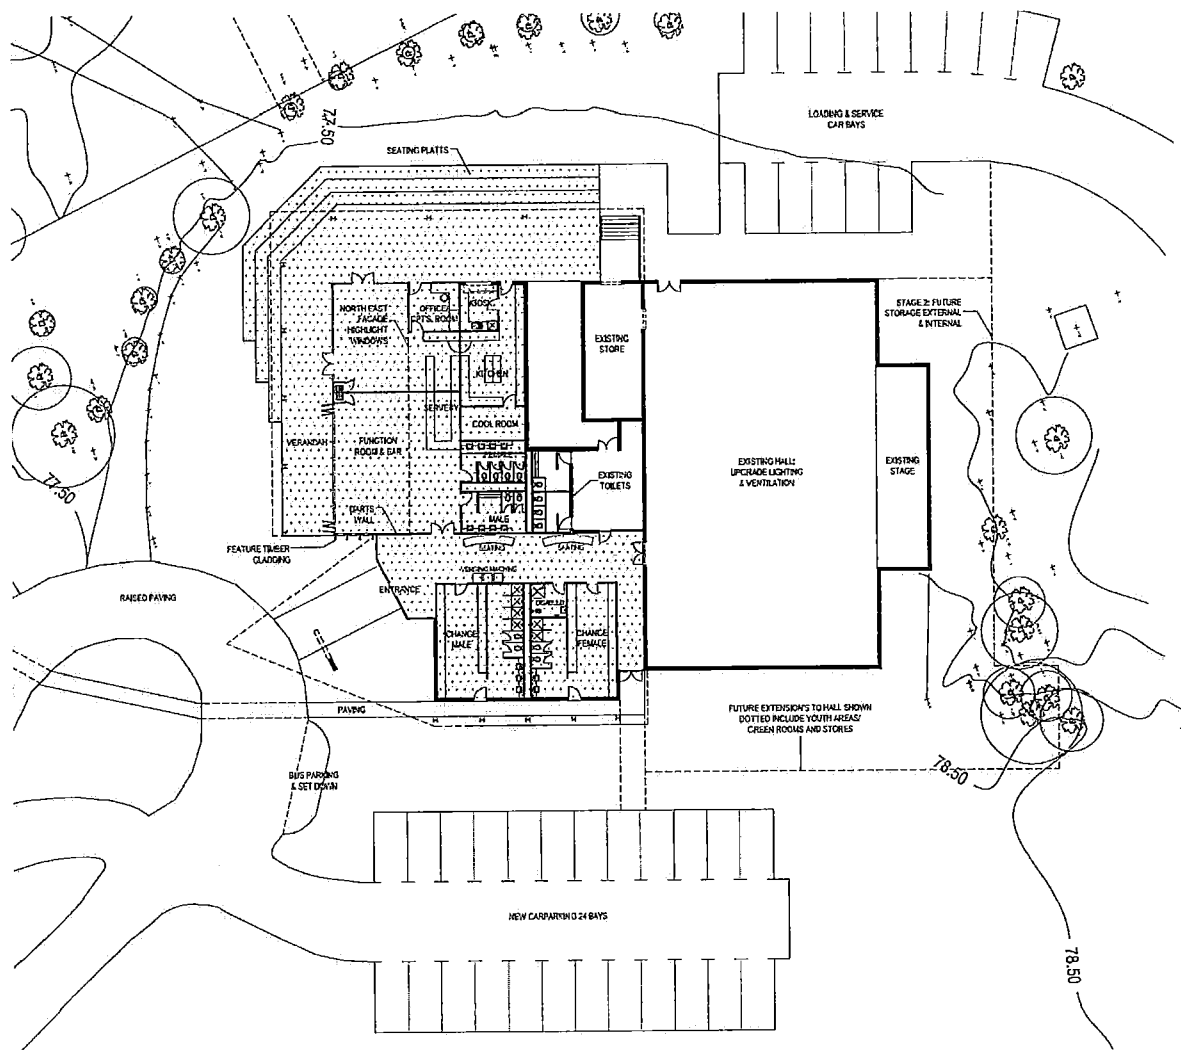 LOADING & SERVICE
CAR BAYS
77.50
SEATING PLATTS
NORTH EAST
FACADE
HIGHLIGHT
WINDOWS
OFFICE/
CPTS. ROOM
KIOSK
EXISTING
STORE
STAGE 2: FUTURE
STORAGE EXTERNAL
& INTERNAL
KITCHEN
SERVERY
COOL ROOM
VERANDAH
FUNCTION
ROOM & BAR
FEMALE
EXISTING
TOILETS
EXISTING HALL:
UPGRADE LIGHTING
& VENTILATION
EXISTING
STAGE
77.50
DARTS
WALL
MALE
FEATURE TIMBER
CLADDING
SEATING
SEATING
VENDING MACHINE
RAISED PAVING
ENTRANCE
DISABLED
CHANGE
MALE
CHANGE
FEMALE
PAVING
FUTURE EXTENSION'S TO HALL SHOWN
DOTTED INCLUDE YOUTH AREAS/
GREEN ROOMS AND STORES
BUS PARKING
& SET DOWN
78.50
NEW CARPARKING 24 BAYS
78.50